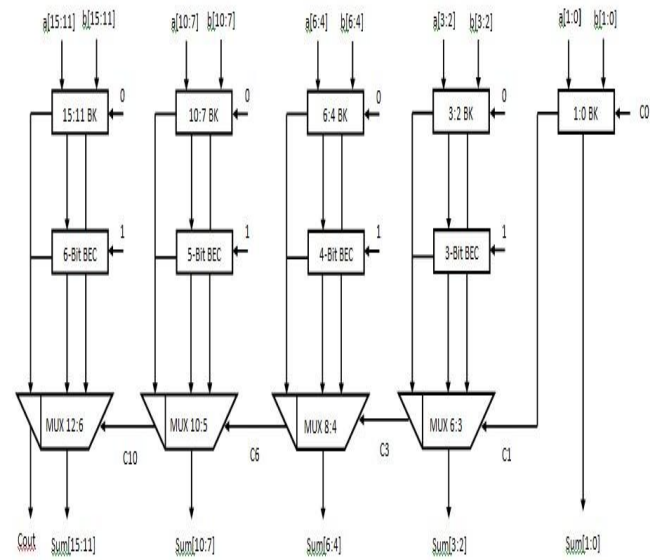 a[15:11] b[15:11] a[10:7] b[10:7] a[6:4] b[6:4] a[3:2] b[3:2] a[1:0] b[1:0]
0 0 0 0
15:11 BK 10:7 BK 6:4 BK 3:2 BK 1:0 BK C0
1 1 1 1
6-Bit BEC 5-Bit BEC 4-Bit BEC 3-Bit BEC
MUX 12:6 MUX 10:5 MUX 8:4 MUX 6:3
C10 C6 C3 C1
Cout Sum[15:11] Sum[10:7] Sum[6:4] Sum[3:2] Sum[1:0]